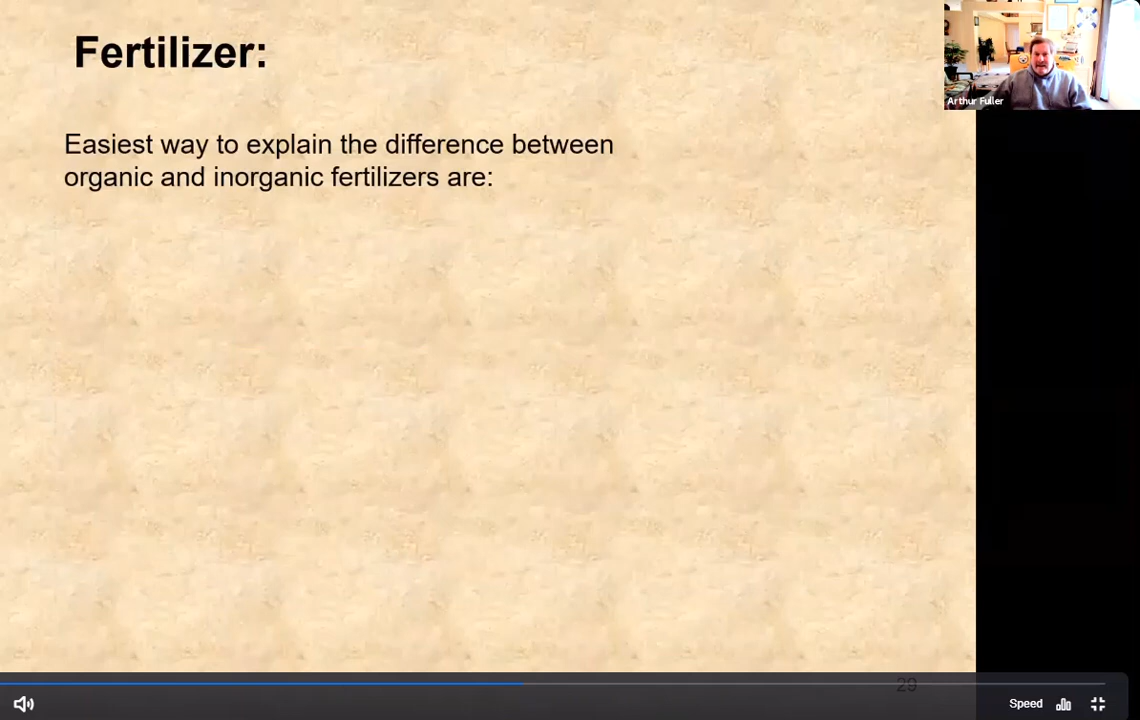 Fertilizer:
Arthur Fuller
Easiest way to explain the difference between
organic and inorganic fertilizers are:
29
Speed